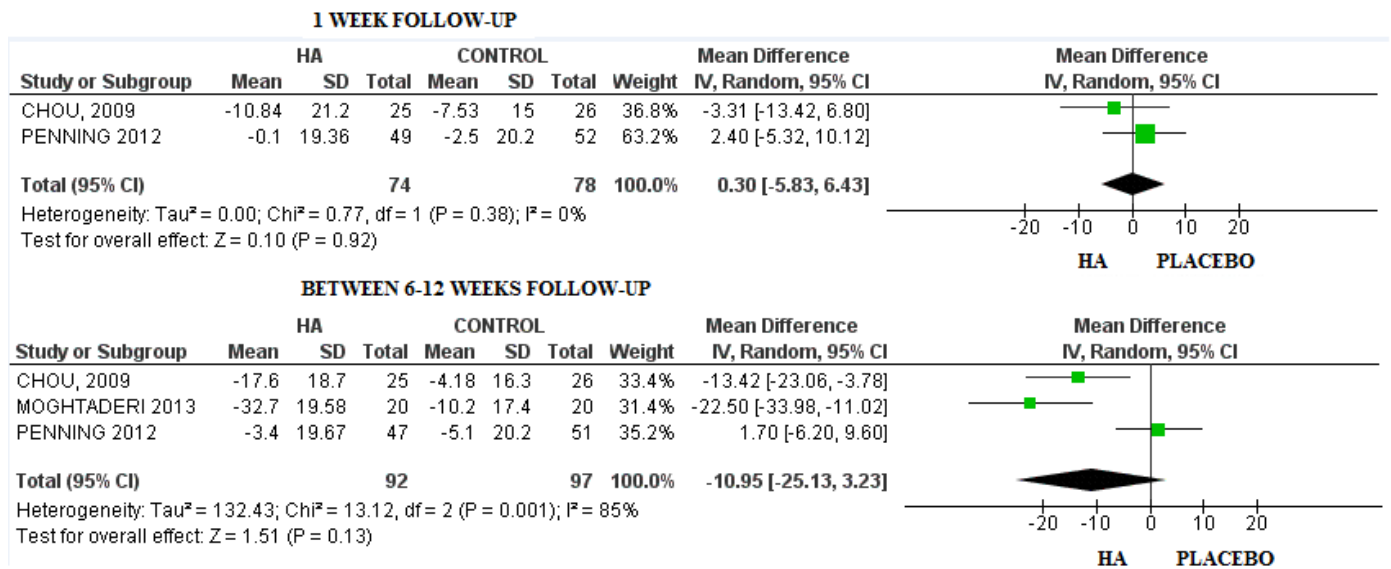 1 WEEK FOLLOW-UP
HA CONTROL Mean Difference Mean Difference
Study or Subgroup Mean SD Total Mean SD Total Weight IV, Random, 95% CI IV, Random, 95% CI
CHOU, 2009 -10.84 21.2 25 -7.53 15 26 36.8% -3.31 [-13.42, 6.80]
PENNING 2012 -0.1 19.36 49 -2.5 20.2 52 63.2% 2.40 [-5.32, 10.12]
Total (95% CI) 74 78 100.0% 0.30 [-5.83, 6.43]
Heterogeneity: Tau² = 0.00; Chi² = 0.77, df = 1 (P = 0.38); I² = 0%
Test for overall effect: Z = 0.10 (P = 0.92)
-20 -10 0 10 20
HA PLACEBO
BETWEEN 6-12 WEEKS FOLLOW-UP
HA CONTROL Mean Difference Mean Difference
Study or Subgroup Mean SD Total Mean SD Total Weight IV, Random, 95% CI IV, Random, 95% CI
CHOU, 2009 -17.6 18.7 25 -4.18 16.3 26 33.4% -13.42 [-23.06, -3.78]
MOGHTADERI 2013 -32.7 19.58 20 -10.2 17.4 20 31.4% -22.50 [-33.98, -11.02]
PENNING 2012 -3.4 19.67 47 -5.1 20.2 51 35.2% 1.70 [-6.20, 9.60]
Total (95% CI) 92 97 100.0% -10.95 [-25.13, 3.23]
Heterogeneity: Tau² = 132.43; Chi² = 13.12, df = 2 (P = 0.001); I² = 85%
Test for overall effect: Z = 1.51 (P = 0.13)
-20 -10 0 10 20
HA PLACEBO